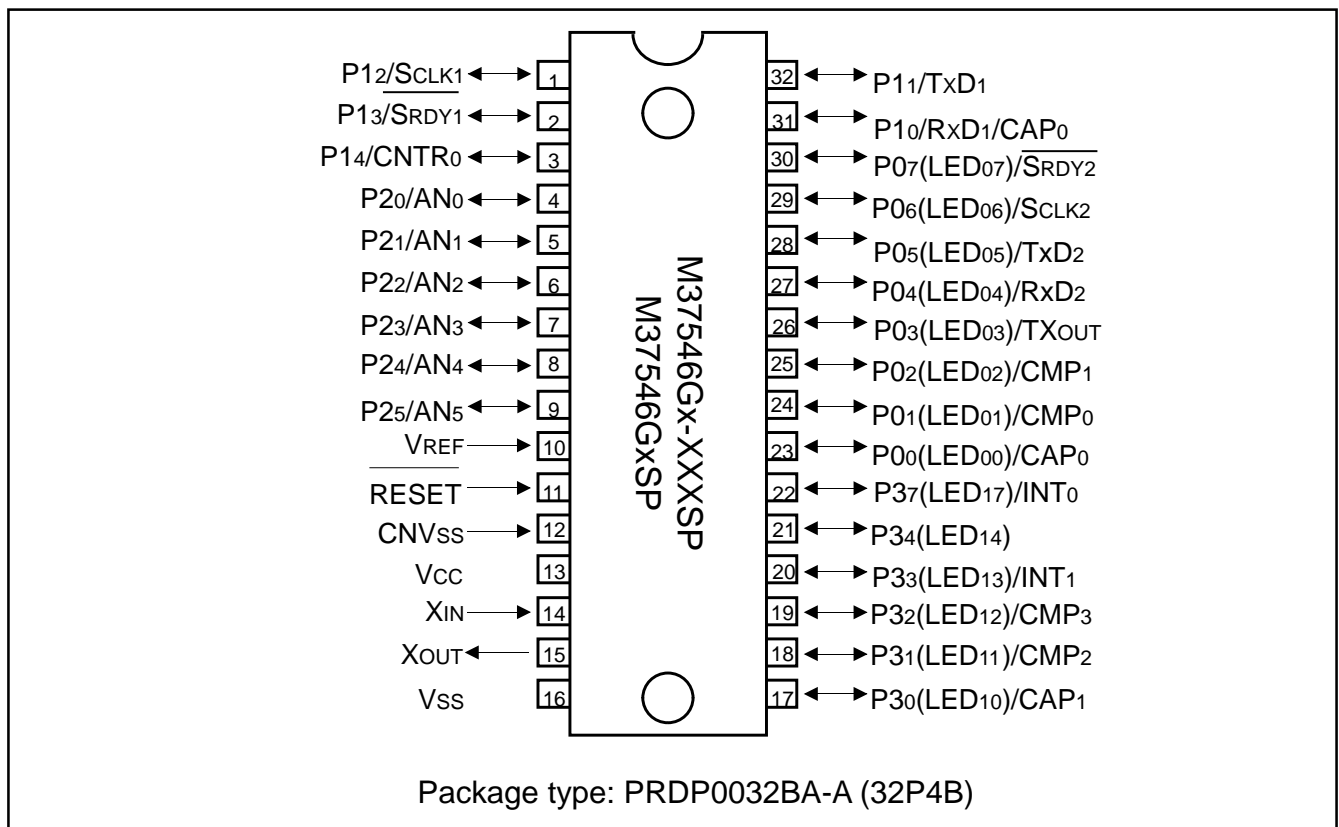 P12/SCLK1
P13/SRDY1
P14/CNTR0
P20/AN0
P21/AN1
P22/AN2
P23/AN3
P24/AN4
P25/AN5
VREF
RESET
CNVSS
VCC
XIN
XOUT
VSS
1
2
3
4
5
6
7
8
9
10
11
12
13
14
15
16
M37546Gx-XXXSP
M37546GxSP
32
31
30
29
28
27
26
25
24
23
22
21
20
19
18
17
P11/TXD1
P10/RXD1/CAP0
P07(LED07)/SRDY2
P06(LED06)/SCLK2
P05(LED05)/TxD2
P04(LED04)/RxD2
P03(LED03)/TXOUT
P02(LED02)/CMP1
P01(LED01)/CMP0
P00(LED00)/CAP0
P37(LED17)/INT0
P34(LED14)
P33(LED13)/INT1
P32(LED12)/CMP3
P31(LED11)/CMP2
P30(LED10)/CAP1
Package type: PRDP0032BA-A (32P4B)